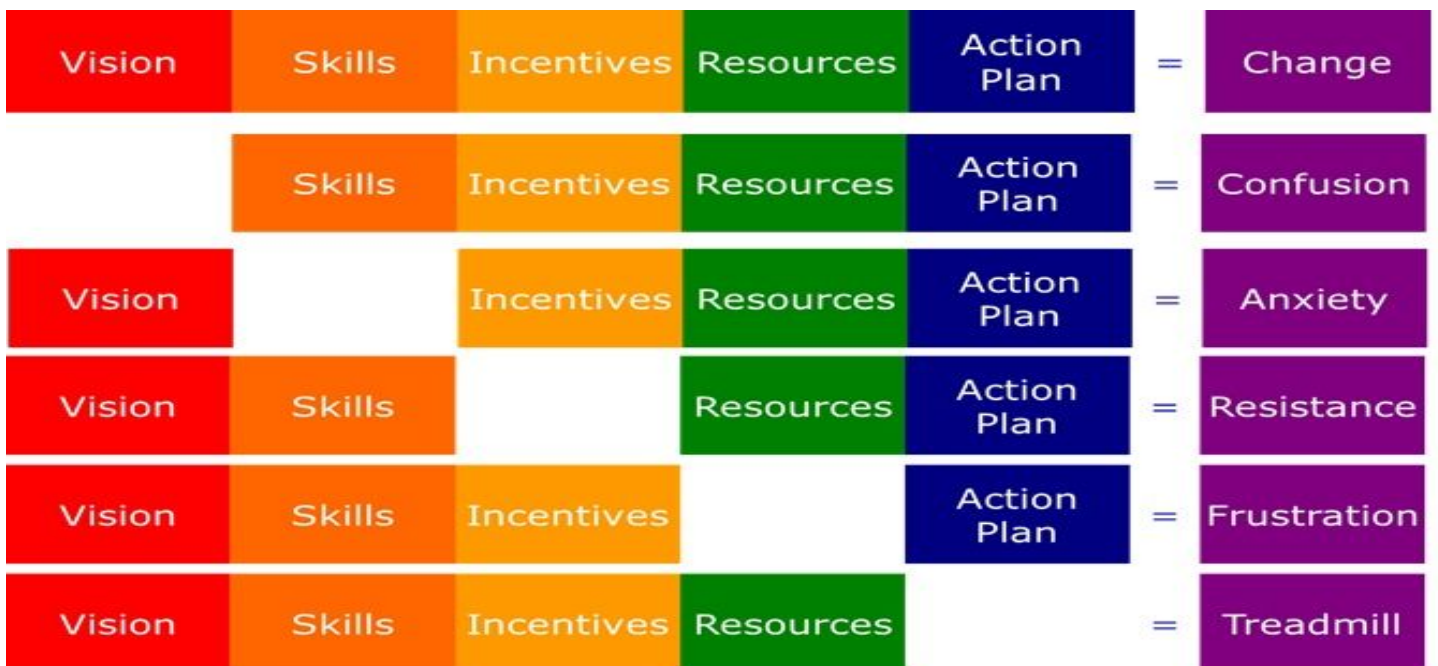 Vision Skills Incentives Resources Action Plan = Change
Skills Incentives Resources Action Plan = Confusion
Vision Incentives Resources Action Plan = Anxiety
Vision Skills Resources Action Plan = Resistance
Vision Skills Incentives Action Plan = Frustration
Vision Skills Incentives Resources = Treadmill